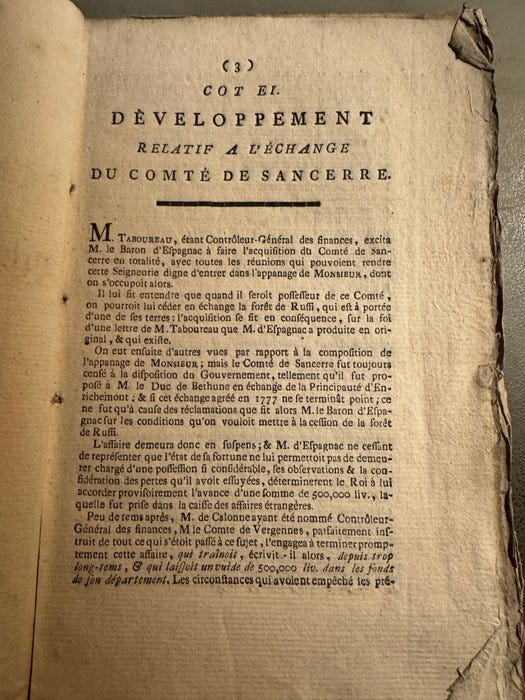 (3)
COT EI.
DÉVELOPPEMENT
RELATIF A L'ÉCHANGE
DU COMTÉ DE SANCERRE.
M. TABOUREAU, étant Contrôleur-Général des finances, excita
M. le Baron d'Eſpagnac à faire l'acquiſition du Comté de San-
cerre en totalité, avec toutes les réunions qui pouvoient rendre
cette Seigneurie digne d'entrer dans l'appanage de MONSIEUR, dont
on s'occupoit alors.
Il lui fit entendre que quand il ſeroit poſſeſſeur de ce Comté,
on pourroit lui céder en échange la forêt de Ruſſi, qui eſt à portée
d'une de ses terres: l'acquiſition ſe fit en conſéquence, ſur la foi
d'une lettre de M. Taboureau que M. d'Eſpagnac a produite en ori-
ginal, & qui exiſte.
On eut enſuite d'autres vues par rapport à la compoſition de
l'appanage de MONSIEUR; mais le Comté de Sancerre fut toujours
cenſé à la diſpoſition du Gouvernement, tellement qu'il fut pro-
poſé à M. le Duc de Bethune en échange de la Principauté d'En-
richemont; & ſi cet échange agréé en 1777 ne ſe terminât point; ce
ne fut qu'à cauſe des réclamations que fit alors M. le Baron d'Eſpa-
gnac ſur les conditions qu'on vouloit mettre à la ceſſion de la forêt
de Ruſſi.
L'affaire demeura donc en ſuſpens; & M. d'Eſpagnac ne ceſſant
de repréſenter que l'état de ſa fortune ne lui permettoit pas de demeu-
rer chargé d'une poſſeſſion ſi conſidérable, ſes obſervations & la con-
ſidération des pertes qu'il avoit eſſuyées, déterminerent le Roi à lui
accorder proviſoirement l'avance d'une ſomme de 500,000 liv., la-
quelle fut priſe dans la caiſſe des affaires étrangères.
Peu de tems après, M. de Calonne ayant été nommé Contrôleur-
Général des finances, M le Comte de Vergennes, parfaitement inſ-
truit de tout ce qui s'étoit paſſé à ce ſujet, l'engagea à terminer promp-
tement cette affaire, qui traînoit, écrivit-il alors, depuis trop
long-tems, & qui laiſſoit un vuide de 500,000 liv. dans les fonds
de ſon département. Les circonſtances qui avoient empêché les pré-